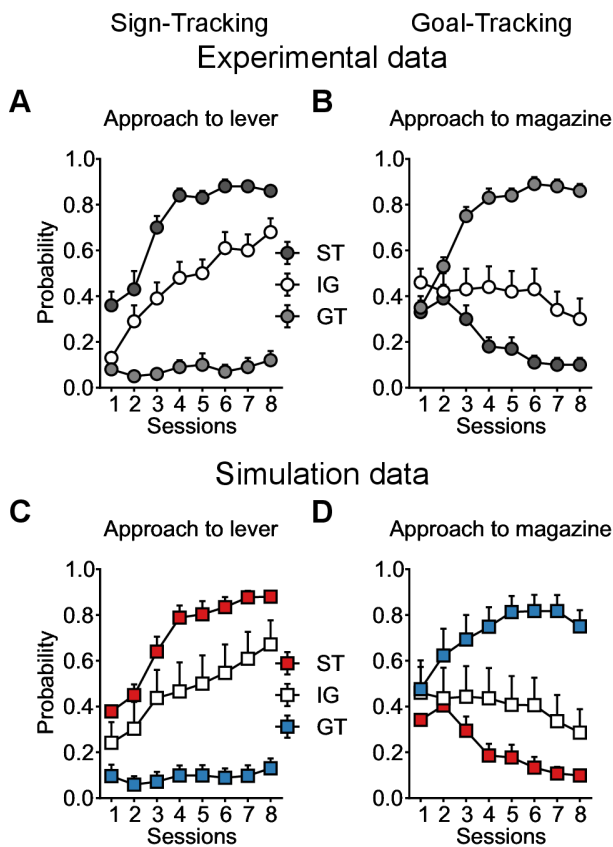 Sign-Tracking Goal-Tracking
Experimental data
A Approach to lever B Approach to magazine
1.0 1.0
0.8 0.8
0.6 0.6
0.4 0.4
0.2 0.2
0.0 0.0
Probability
ST
IG
GT
1 2 3 4 5 6 7 8 1 2 3 4 5 6 7 8
Sessions Sessions
Simulation data
C Approach to lever D Approach to magazine
1.0 1.0
0.8 0.8
0.6 0.6
0.4 0.4
0.2 0.2
0.0 0.0
Probability
ST
IG
GT
1 2 3 4 5 6 7 8 1 2 3 4 5 6 7 8
Sessions Sessions